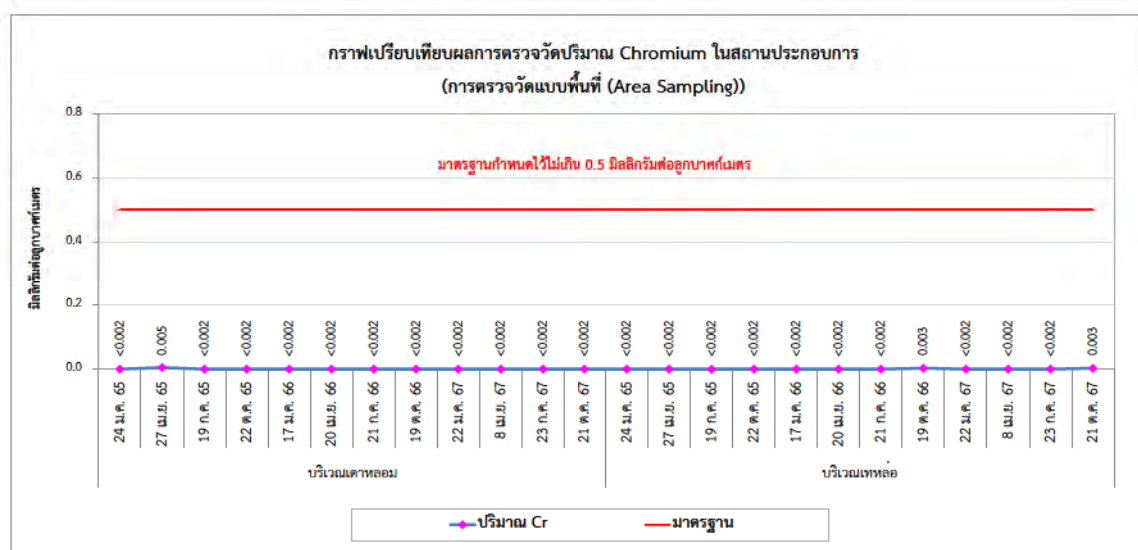 กราฟเปรียบเทียบผลการตรวจวัดปริมาณ Chromium ในสถานประกอบการ
(การตรวจวัดแบบพื้นที่ (Area Sampling))
มาตรฐานกำหนดไว้ไม่เกิน 0.5 มิลลิกรัมต่อลูกบาศก์เมตร
มิลลิกรัมต่อลูกบาศก์เมตร
0.8
0.6
0.4
0.2
0.0
<0.002 0.005 <0.002 <0.002 <0.002 <0.002 <0.002 <0.002 <0.002 <0.002 <0.002 <0.002 <0.002 <0.002 <0.002 <0.002 <0.002 <0.002 <0.002 0.003 <0.002 <0.002 <0.002 0.003
24 ม.ค. 65 27 เม.ย. 65 19 ก.ค. 65 22 ต.ค. 65 17 ม.ค. 66 20 เม.ย. 66 21 ก.ค. 66 19 ต.ค. 66 22 ม.ค. 67 8 เม.ย. 67 23 ก.ค. 67 21 ต.ค. 67 24 ม.ค. 65 27 เม.ย. 65 19 ก.ค. 65 22 ต.ค. 65 17 ม.ค. 66 20 เม.ย. 66 21 ก.ค. 66 19 ต.ค. 66 22 ม.ค. 67 8 เม.ย. 67 23 ก.ค. 67 21 ต.ค. 67
บริเวณเตาหลอม บริเวณเทหล่อ
ปริมาณ Cr มาตรฐาน